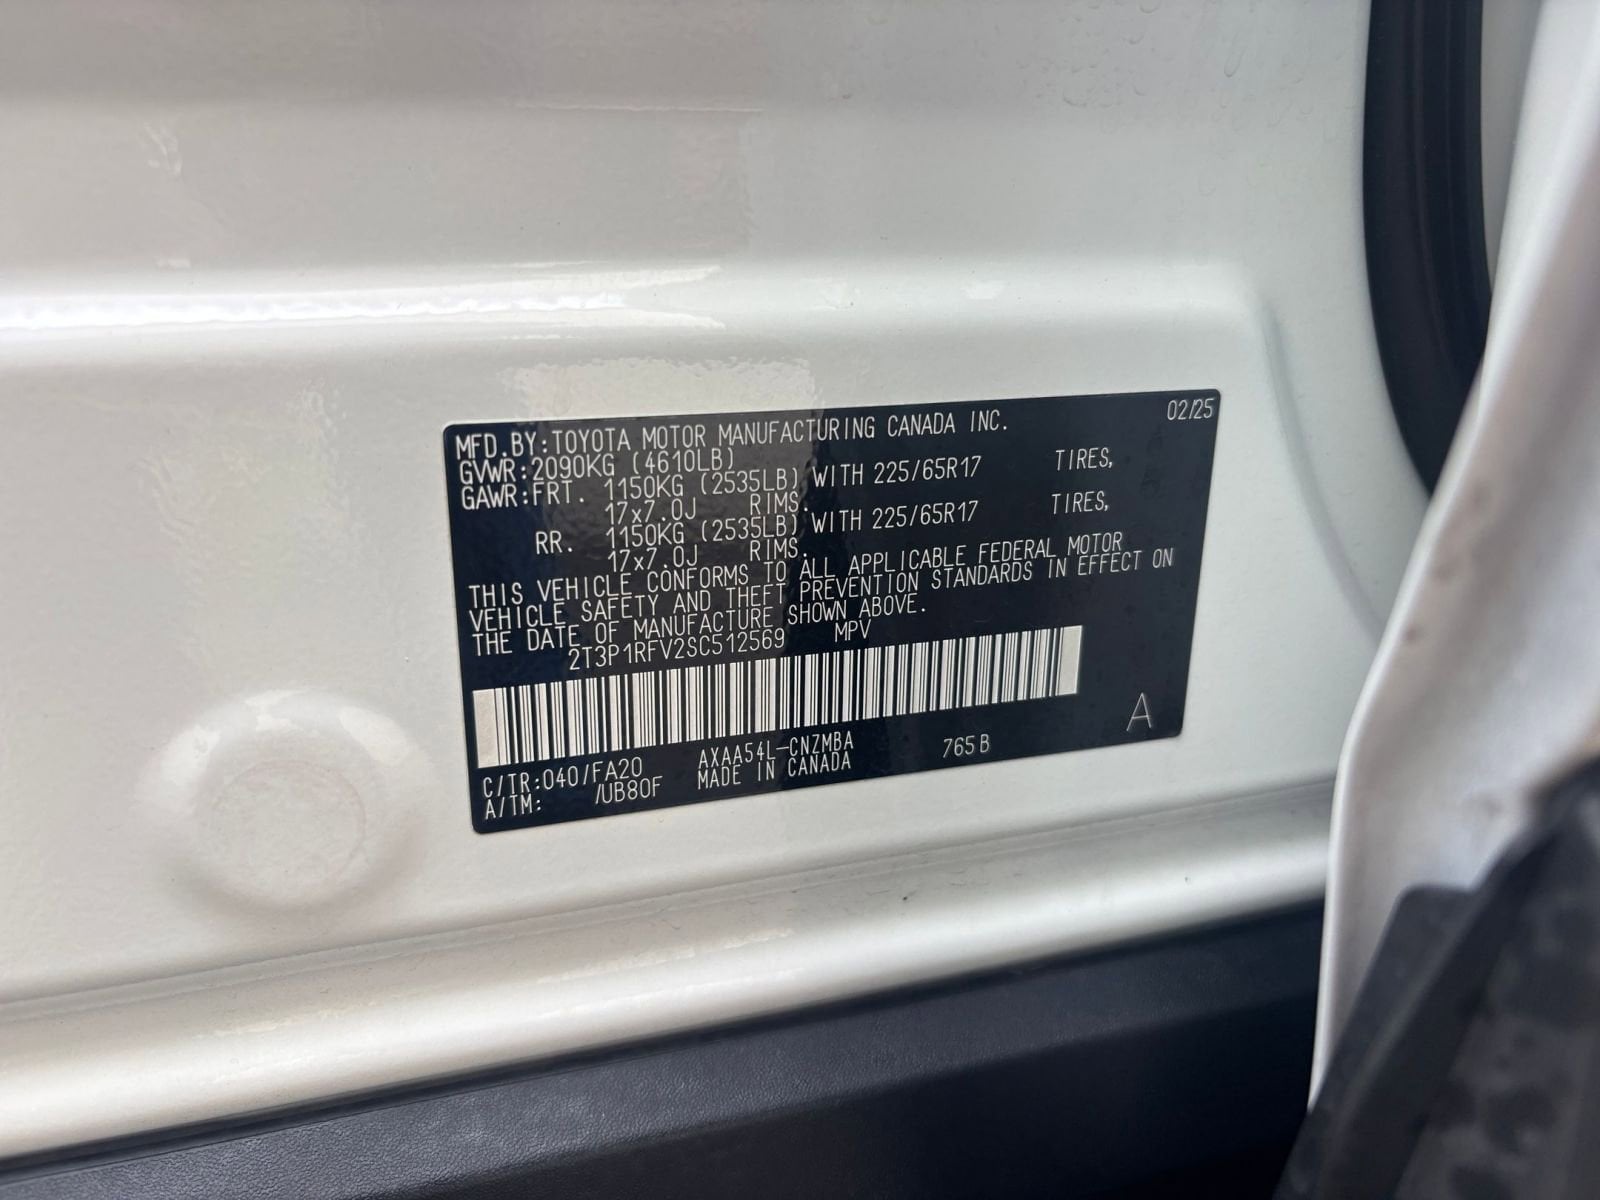 02/25
MFD.BY:TOYOTA MOTOR MANUFACTURING CANADA INC.
GVWR:2090KG (4610LB)
GAWR:FRT. 1150KG (2535LB) WITH 225/65R17 TIRES,
17x7.0J RIMS.
RR. 1150KG (2535LB) WITH 225/65R17 TIRES,
17x7.0J RIMS.
THIS VEHICLE CONFORMS TO ALL APPLICABLE FEDERAL MOTOR
VEHICLE SAFETY AND THEFT PREVENTION STANDARDS IN EFFECT ON
THE DATE OF MANUFACTURE SHOWN ABOVE.
2T3P1RFV2SC512569 MPV
A
C/TR:040/FA20 AXAA54L-CNZMBA 765B
A/TM: /UB80F MADE IN CANADA